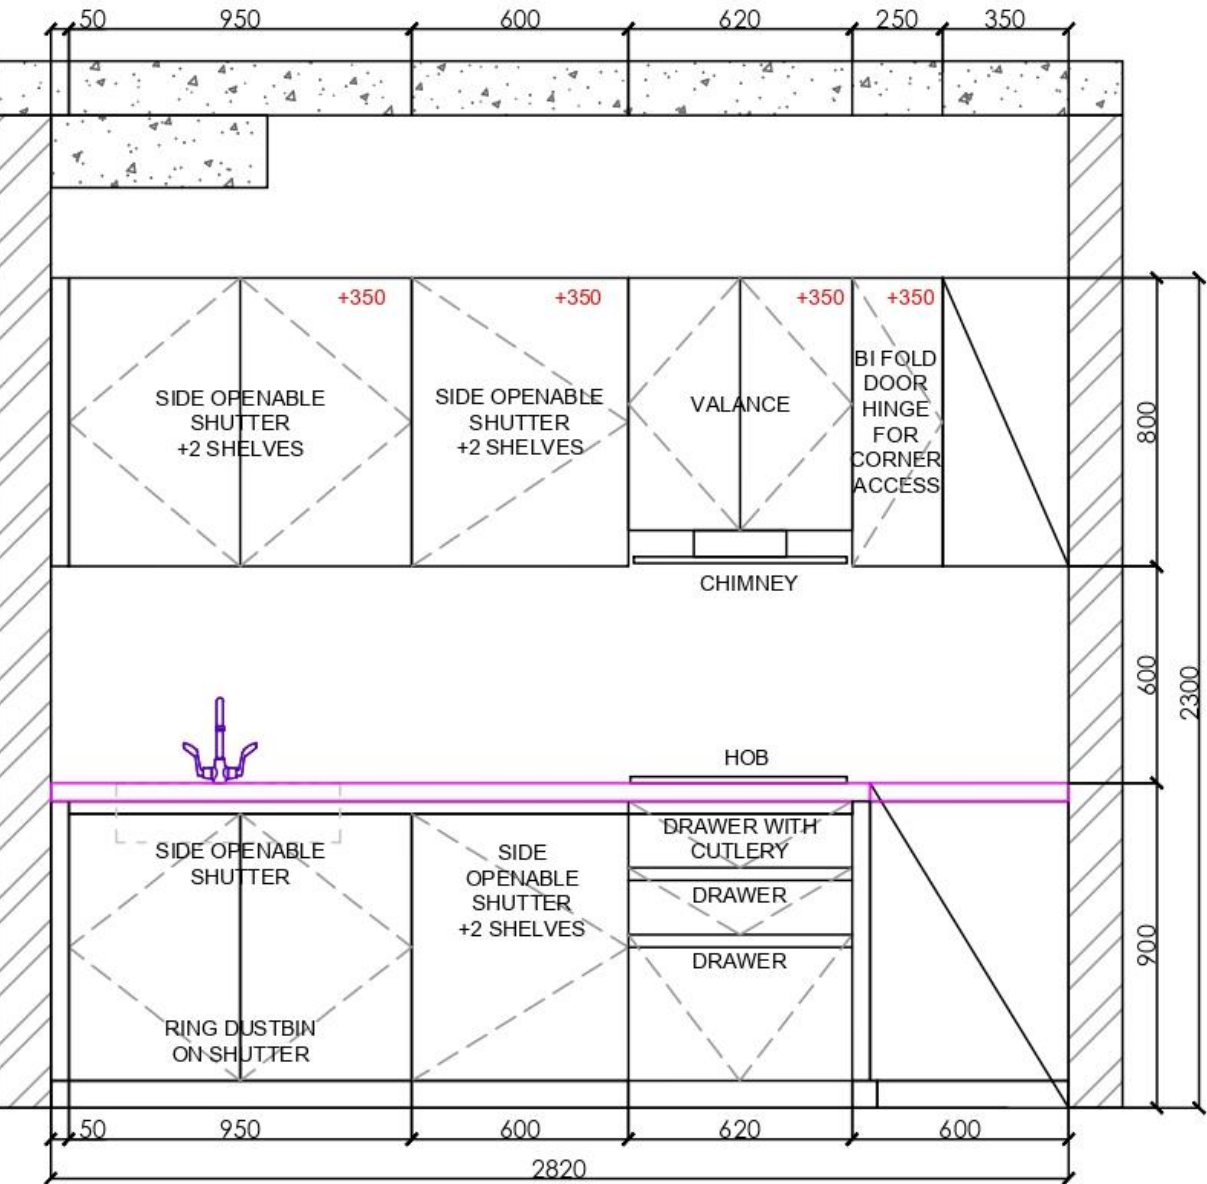 50 950 600 620 250 350
+350 +350 +350 +350
SIDE OPENABLE
SHUTTER
+2 SHELVES
SIDE OPENABLE
SHUTTER
+2 SHELVES
VALANCE
BI FOLD
DOOR
HINGE
FOR
CORNER
ACCESS
800
CHIMNEY
600
2300
HOB
SIDE OPENABLE
SHUTTER
RING DUSTBIN
ON SHUTTER
SIDE
OPENABLE
SHUTTER
+2 SHELVES
DRAWER WITH
CUTLERY
DRAWER
DRAWER
900
50 950 600 620 600
2820